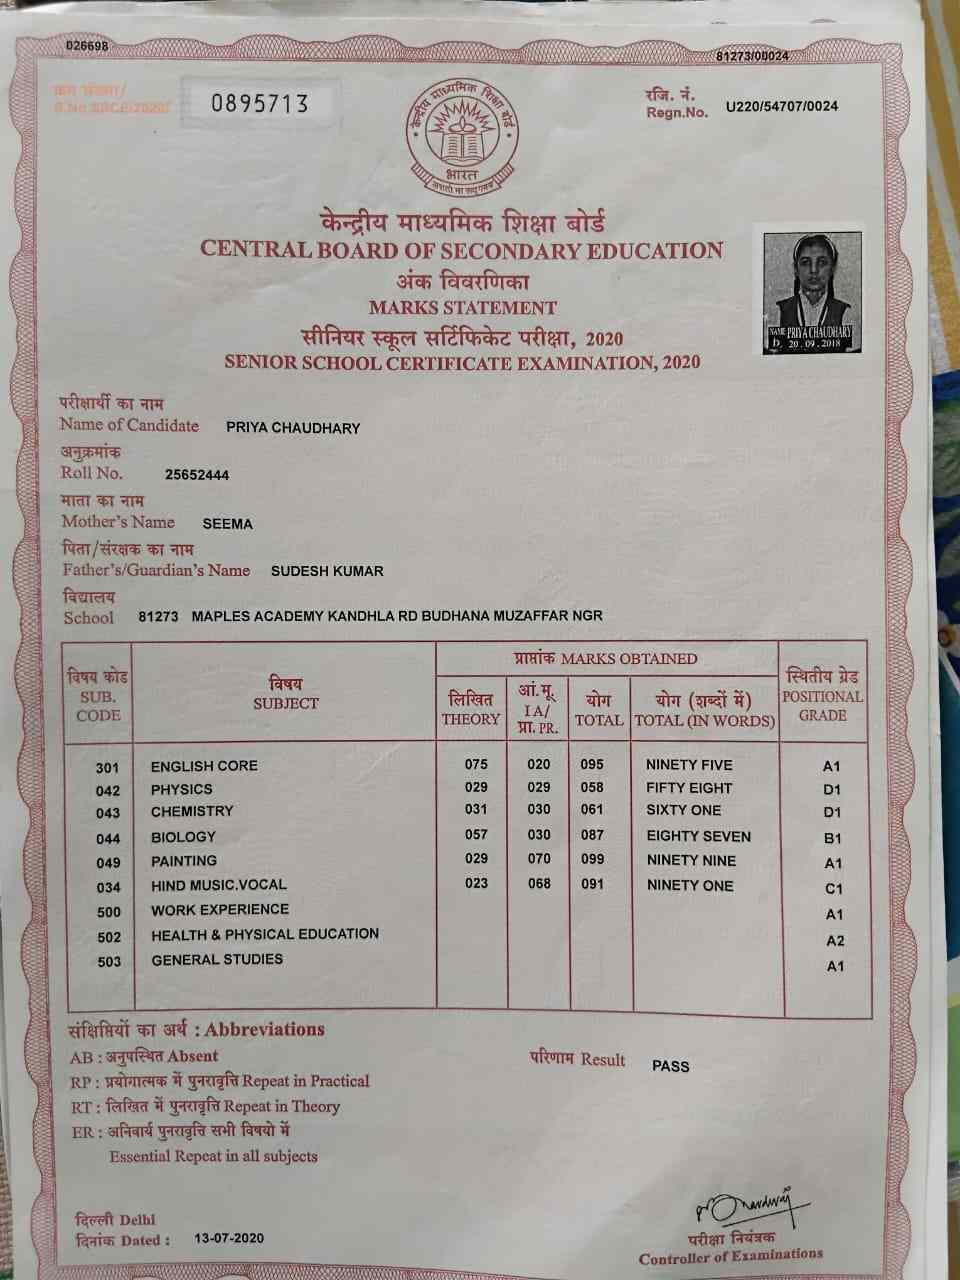 026698
81273/00024
क्रम संख्या/
S.No.SSCE/2020/ 0895713
रजि. नं.
Regn.No. U220/54707/0024
केन्द्रीय माध्यमिक शिक्षा बोर्ड
भारत
असतो मा सद्गमय
केन्द्रीय माध्यमिक शिक्षा बोर्ड
CENTRAL BOARD OF SECONDARY EDUCATION
अंक विवरणिका
MARKS STATEMENT
सीनियर स्कूल सर्टिफिकेट परीक्षा, 2020
SENIOR SCHOOL CERTIFICATE EXAMINATION, 2020
NAME PRIYA CHAUDHARY
D. 20.09.2018
परीक्षार्थी का नाम
Name of Candidate PRIYA CHAUDHARY
अनुक्रमांक
Roll No. 25652444
माता का नाम
Mother's Name SEEMA
पिता/संरक्षक का नाम
Father's/Guardian's Name SUDESH KUMAR
विद्यालय
School 81273 MAPLES ACADEMY KANDHLA RD BUDHANA MUZAFFAR NGR
विषय कोड
SUB.
CODE
विषय
SUBJECT
प्राप्तांक MARKS OBTAINED
लिखित
THEORY
आं.मू.
I A/
प्रा. PR.
योग
TOTAL
योग (शब्दों में)
TOTAL (IN WORDS)
स्थितीय ग्रेड
POSITIONAL
GRADE
301 ENGLISH CORE 075 020 095 NINETY FIVE A1
042 PHYSICS 029 029 058 FIFTY EIGHT D1
043 CHEMISTRY 031 030 061 SIXTY ONE D1
044 BIOLOGY 057 030 087 EIGHTY SEVEN B1
049 PAINTING 029 070 099 NINETY NINE A1
034 HIND MUSIC.VOCAL 023 068 091 NINETY ONE C1
500 WORK EXPERIENCE A1
502 HEALTH & PHYSICAL EDUCATION A2
503 GENERAL STUDIES A1
संक्षिप्तियों का अर्थ : Abbreviations
AB : अनुपस्थित Absent
परिणाम Result PASS
RP : प्रयोगात्मक में पुनरावृत्ति Repeat in Practical
RT : लिखित में पुनरावृत्ति Repeat in Theory
ER : अनिवार्य पुनरावृत्ति सभी विषयो में
Essential Repeat in all subjects
दिल्ली Delhi
दिनांक Dated : 13-07-2020
परीक्षा नियंत्रक
Controller of Examinations